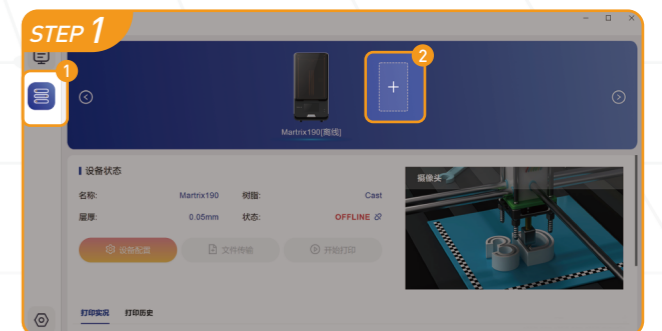 STEP 1
1
2
Martrix190[离线]
设备状态
名称: Martrix190 树脂: Cast
层厚: 0.05mm 状态: OFFLINE
设备配置 文件传输 开始打印
摄像头
打印实况 打印历史